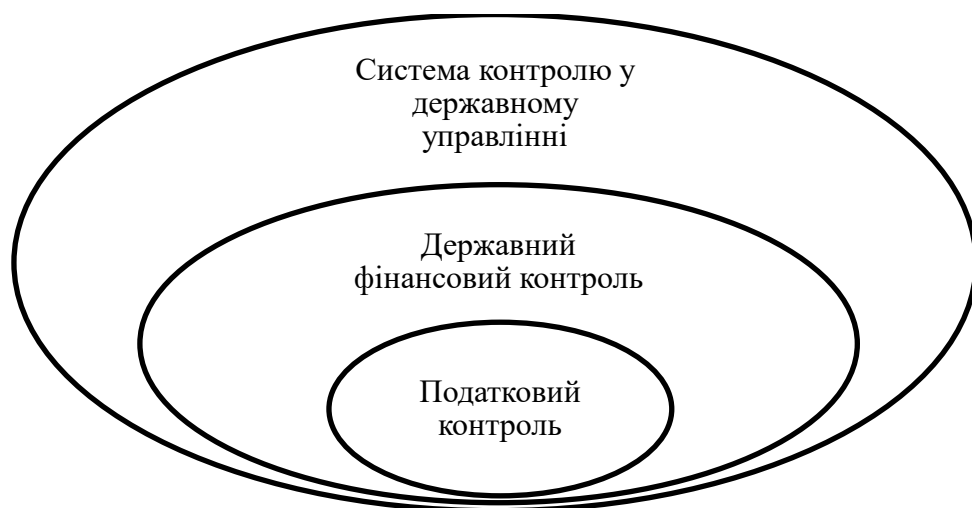 Система контролю у
державному
управлінні
Державний
фінансовий контроль
Податковий
контроль